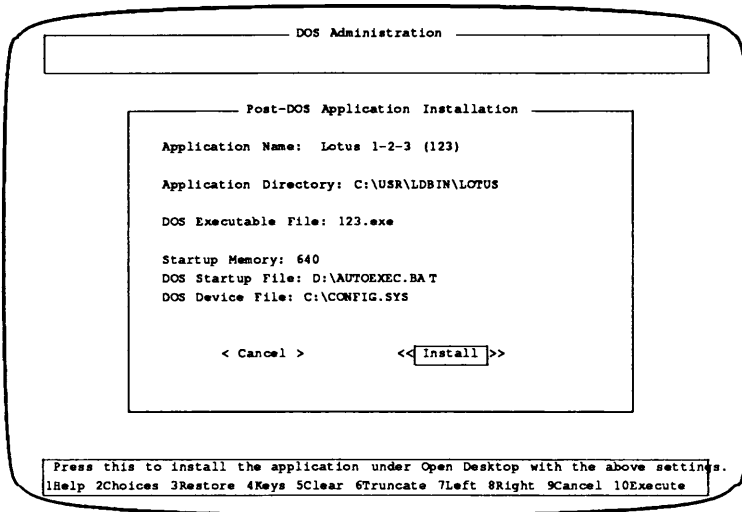 DOS Administration
Post-DOS Application Installation
Application Name: Lotus 1-2-3 (123)
Application Directory: C:\USR\LDBIN\LOTUS
DOS Executable File: 123.exe
Startup Memory: 640
DOS Startup File: D:\AUTOEXEC.BAT
DOS Device File: C:\CONFIG.SYS
< Cancel > << Install >>
Press this to install the application under Open Desktop with the above settings.
1Help 2Choices 3Restore 4Keys 5Clear 6Truncate 7Left 8Right 9Cancel 10Execute